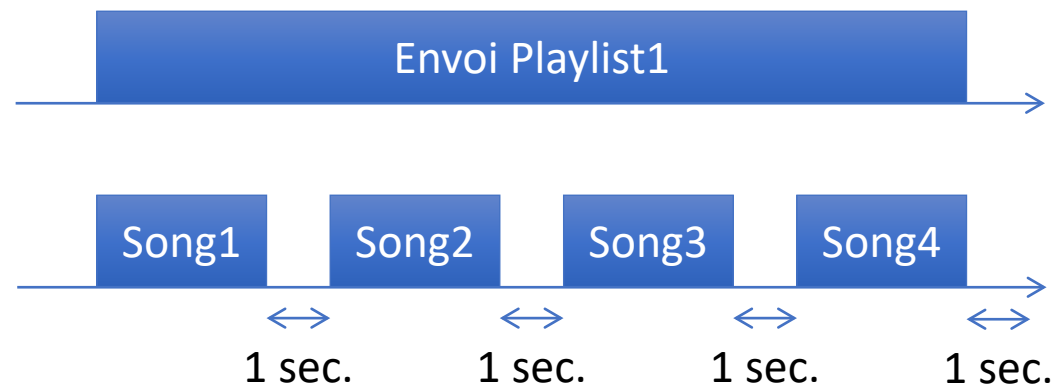 Envoi Playlist1
Song1 Song2 Song3 Song4
1 sec. 1 sec. 1 sec. 1 sec.